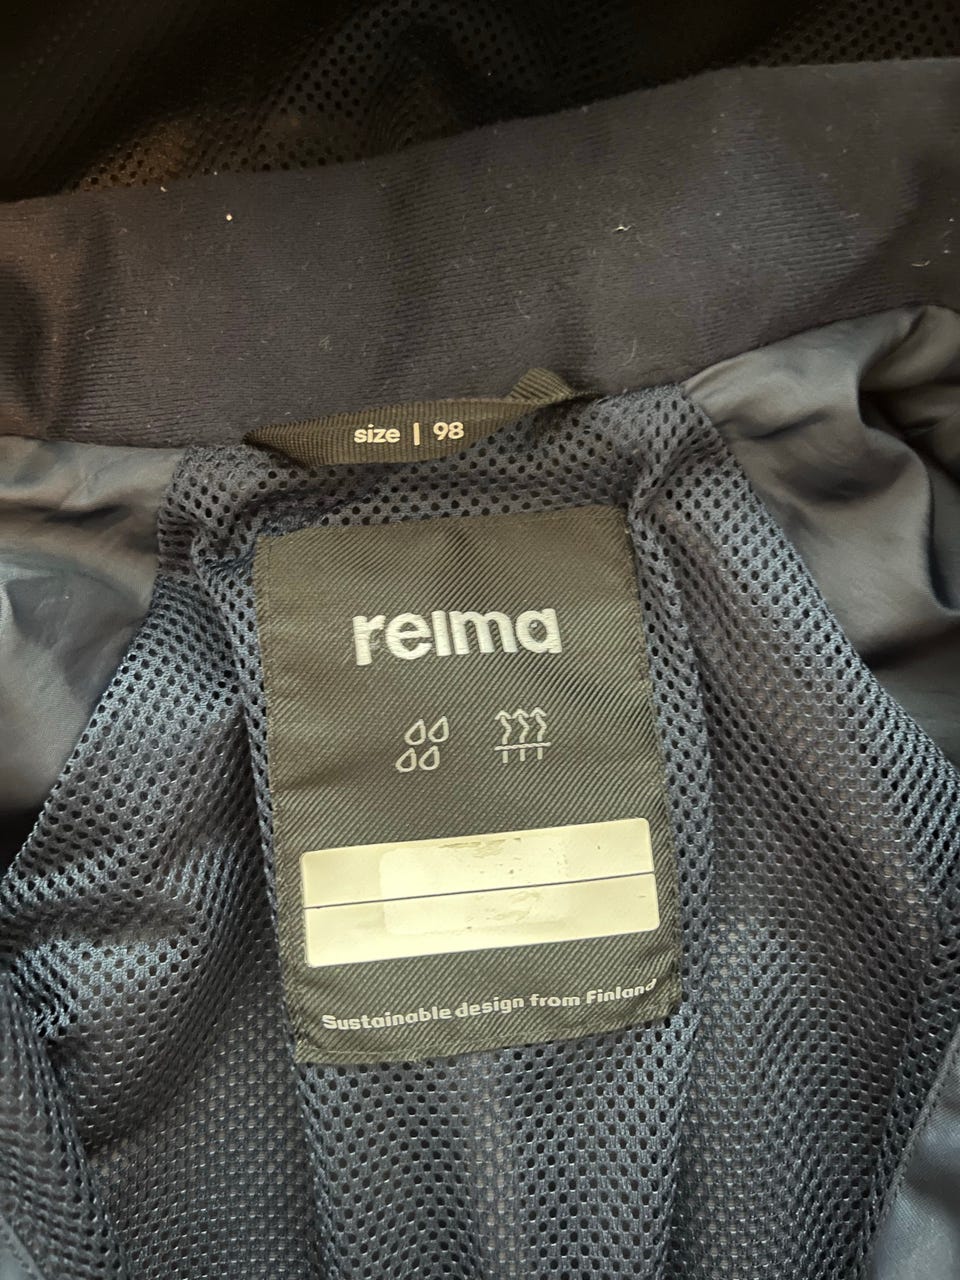 size | 98
reima
Sustainable design from Finland